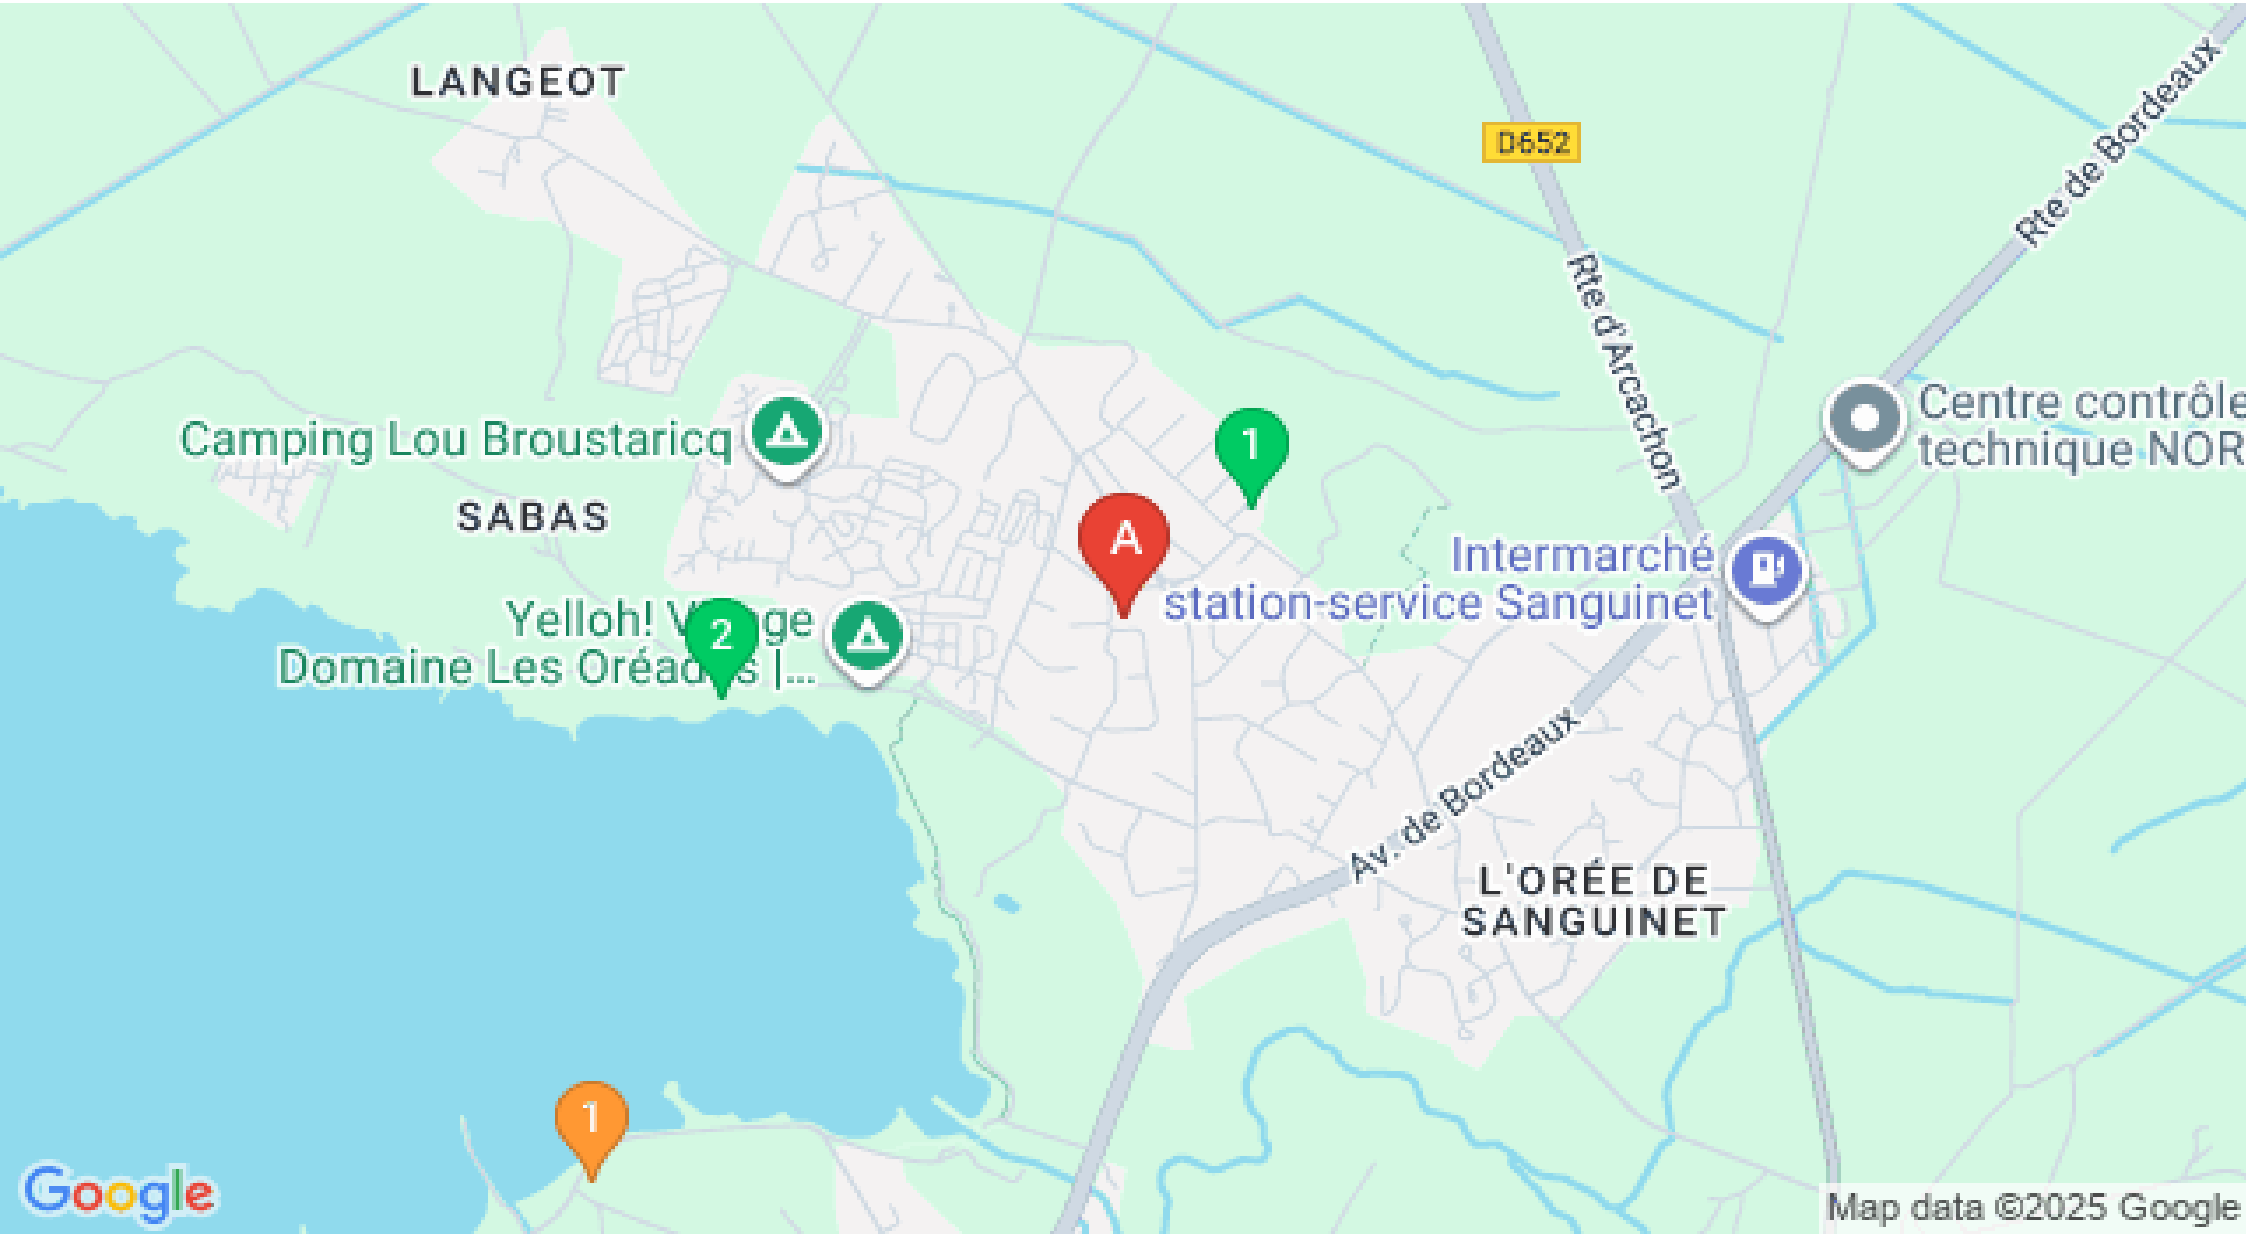 LANGEOT
D652
Rte de Bordeaux
Rte d'Arcachon
Centre contrôle
technique NOR
Camping Lou Broustaricq
1
SABAS
A
Intermarché
station-service Sanguinet
Yelloh!
2
Domaine Les
|...
Av. de Bordeaux
L'ORÉE DE
SANGUINET
1
Google
Map data ©2025 Google